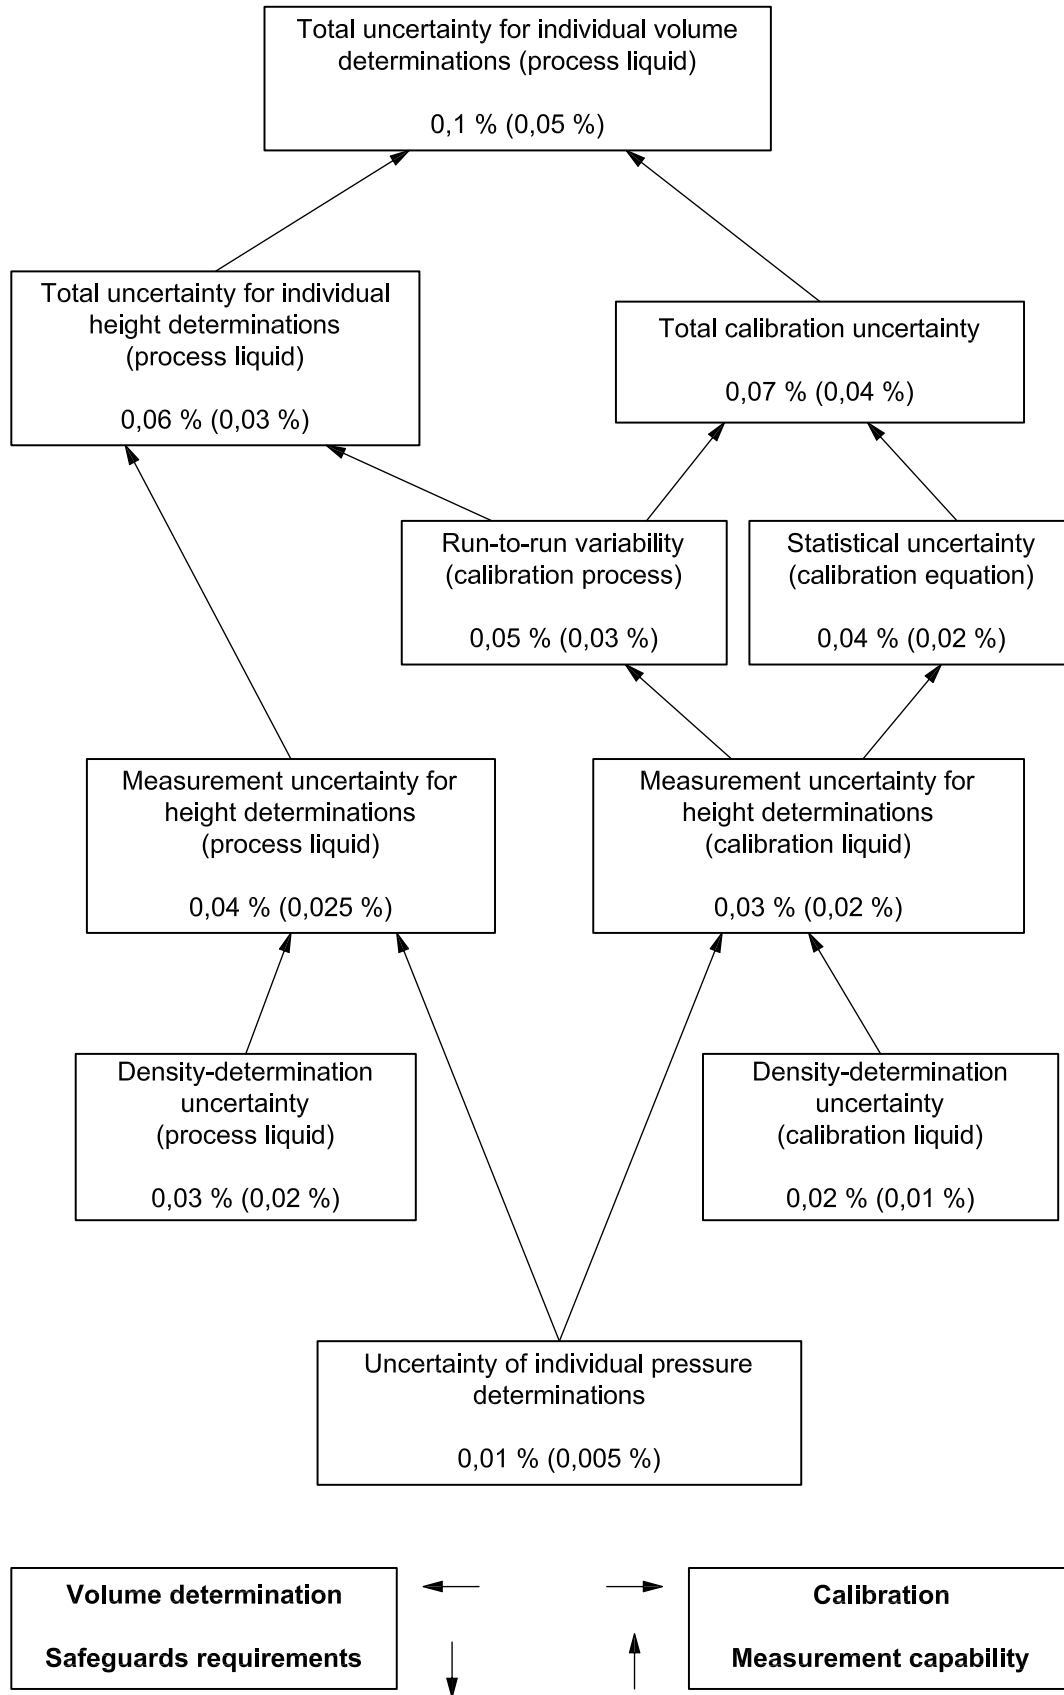 Total uncertainty for individual volume
determinations (process liquid)
0,1 % (0,05 %)
Total uncertainty for individual
height determinations
(process liquid)
0,06 % (0,03 %)
Total calibration uncertainty
0,07 % (0,04 %)
Run-to-run variability
(calibration process)
0,05 % (0,03 %)
Statistical uncertainty
(calibration equation)
0,04 % (0,02 %)
Measurement uncertainty for
height determinations
(process liquid)
0,04 % (0,025 %)
Measurement uncertainty for
height determinations
(calibration liquid)
0,03 % (0,02 %)
Density-determination
uncertainty
(process liquid)
0,03 % (0,02 %)
Density-determination
uncertainty
(calibration liquid)
0,02 % (0,01 %)
Uncertainty of individual pressure
determinations
0,01 % (0,005 %)
Volume determination
Safeguards requirements
Calibration
Measurement capability